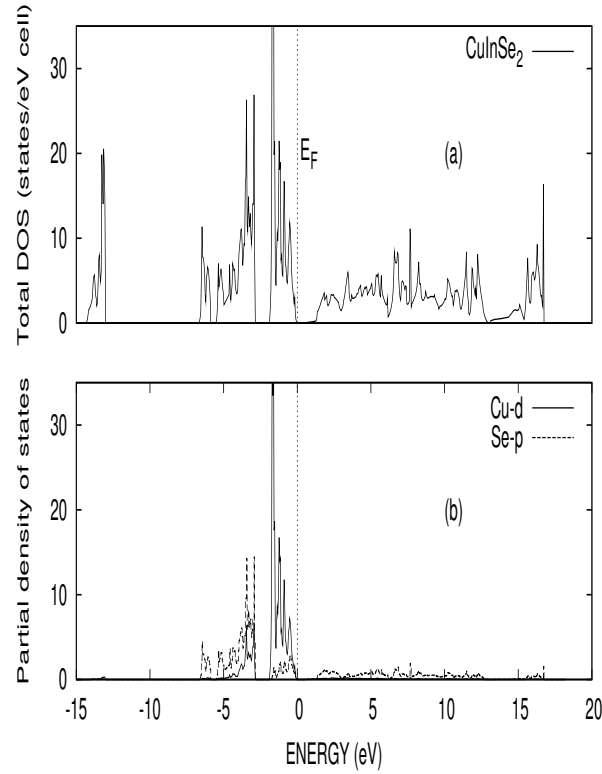 Total DOS (states/eV cell)
30
20
10
0
CuInSe₂
E_F
(a)
Partial density of states
30
20
10
0
Cu-d
Se-p
(b)
-15 -10 -5 0 5 10 15 20
ENERGY (eV)